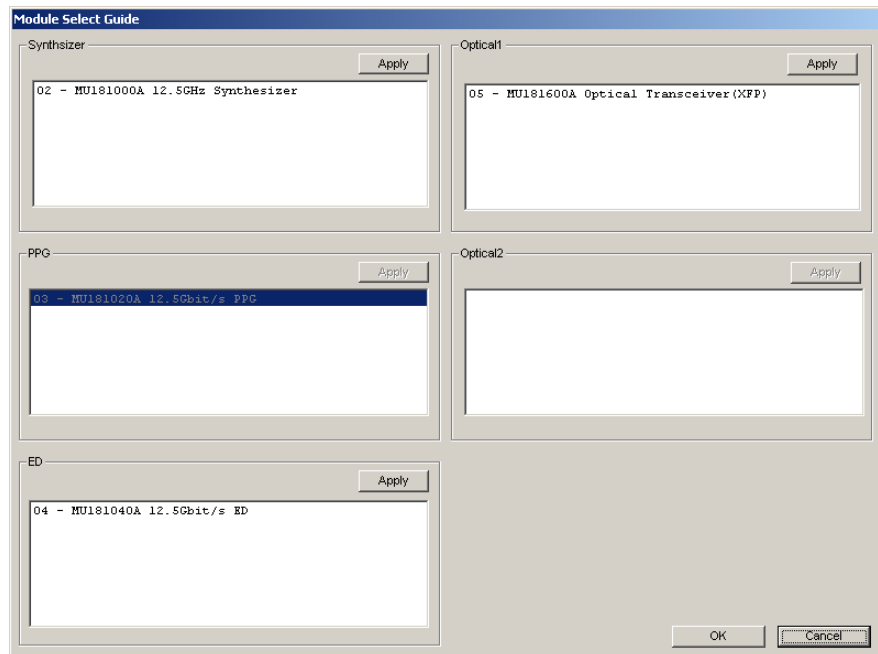 Module Select Guide
Synthsizer
Apply
02 - MU181000A 12.5GHz Synthesizer
Optical1
Apply
05 - MU181600A Optical Transceiver(XFP)
PPG
Apply
03 - MU181020A 12.5Gbit/s PPG
Optical2
Apply
ED
Apply
04 - MU181040A 12.5Gbit/s ED
OK
Cancel